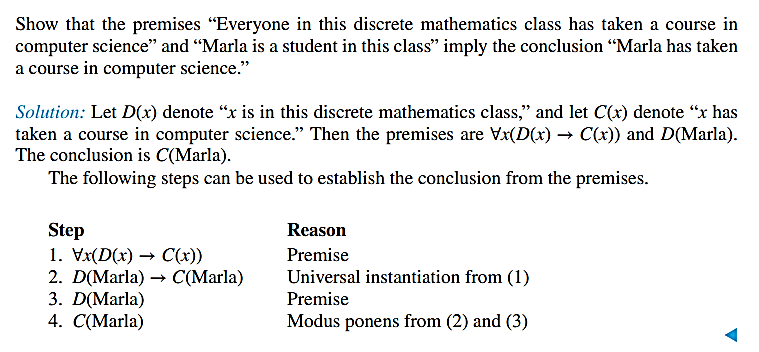 Show that the premises “Everyone in this discrete mathematics class has taken a course in
computer science” and “Marla is a student in this class” imply the conclusion “Marla has taken
a course in computer science.”
Solution: Let D(x) denote “x is in this discrete mathematics class,” and let C(x) denote “x has
taken a course in computer science.” Then the premises are ∀x(D(x) → C(x)) and D(Marla).
The conclusion is C(Marla).
The following steps can be used to establish the conclusion from the premises.
Step Reason
1. ∀x(D(x) → C(x)) Premise
2. D(Marla) → C(Marla) Universal instantiation from (1)
3. D(Marla) Premise
4. C(Marla) Modus ponens from (2) and (3)